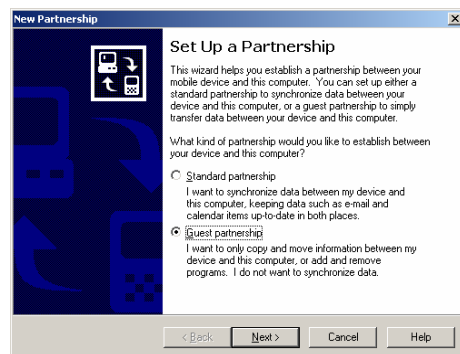 New Partnership
Set Up a Partnership
This wizard helps you establish a partnership between your
mobile device and this computer. You can set up either a
standard partnership to synchronize data between your
device and this computer, or a guest partnership to simply
transfer data between your device and this computer.
What kind of partnership would you like to establish between
your device and this computer?
Standard partnership
I want to synchronize data between my device and
this computer, keeping data such as e-mail and
calendar items up-to-date in both places.
Guest partnership
I want to only copy and move information between my
device and this computer, or add and remove
programs. I do not want to synchronize data.
< Back Next > Cancel Help